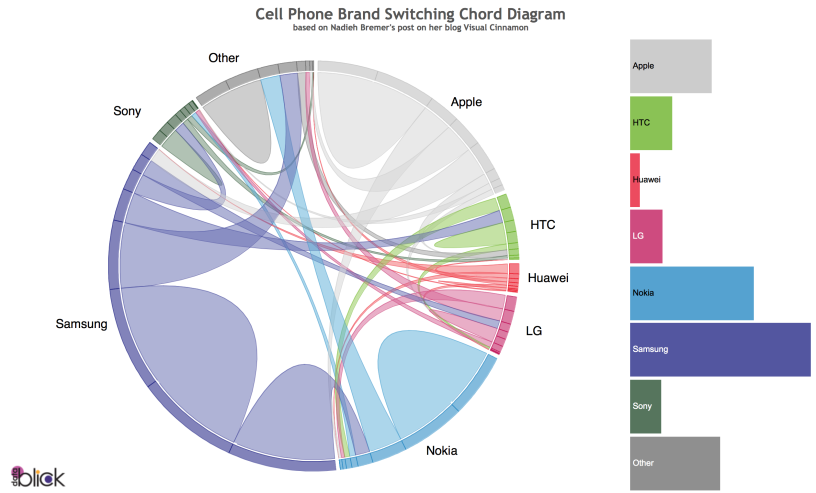 Cell Phone Brand Switching Chord Diagram
based on Nadieh Bremer's post on her blog Visual Cinnamon
Other
Apple
Sony
HTC
Huawei
LG
Samsung
Nokia
Apple
HTC
Huawei
LG
Nokia
Samsung
Sony
Other
data
blick